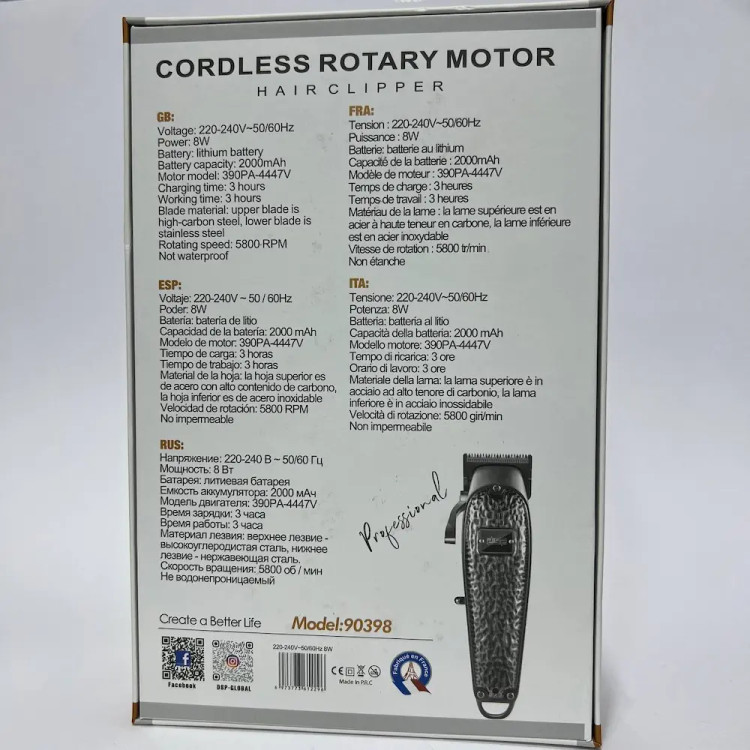 CORDLESS ROTARY MOTOR
HAIR CLIPPER
GB:
Voltage: 220-240V~50/60Hz
Power: 8W
Battery: lithium battery
Battery capacity: 2000mAh
Motor model: 390PA-4447V
Charging time: 3 hours
Working time: 3 hours
Blade material: upper blade is
high-carbon steel, lower blade is
stainless steel
Rotating speed: 5800 RPM
Not waterproof
FRA:
Tension : 220-240V~50/60Hz
Puissance : 8W
Batterie: batterie au lithium
Capacité de la batterie : 2000mAh
Modèle de moteur : 390PA-4447V
Temps de charge : 3 heures
Temps de travail : 3 heures
Matériau de la lame : la lame supérieure est en
acier à haute teneur en carbone, la lame inférieure
est en acier inoxydable
Vitesse de rotation : 5800 tr/min
Non étanche
ESP:
Voltaje: 220-240V ~ 50 / 60Hz
Poder: 8W
Batería: batería de litio
Capacidad de la batería: 2000 mAh
Modelo de motor: 390PA-4447V
Tiempo de carga: 3 horas
Tiempo de trabajo: 3 horas
Material de la hoja: la hoja superior es
de acero con alto contenido de carbono,
la hoja inferior es de acero inoxidable
Velocidad de rotación: 5800 RPM
No impermeable
ITA:
Tensione: 220-240V~50/60Hz
Potenza: 8W
Batteria: batteria al litio
Capacità della batteria: 2000 mAh
Modello motore: 390PA-4447V
Tempo di ricarica: 3 ore
Orario di lavoro: 3 ore
Materiale della lama: la lama superiore è in
acciaio ad alto tenore di carbonio, la lama
inferiore è in acciaio inossidabile
Velocità di rotazione: 5800 giri/min
Non impermeabile
RUS:
Напряжение: 220-240 В ~ 50/60 Гц
Мощность: 8 Вт
Батарея: литиевая батарея
Емкость аккумулятора: 2000 мАч
Модель двигателя: 390PA-4447V
Время зарядки: 3 часа
Время работы: 3 часа
Материал лезвия: верхнее лезвие -
высокоуглеродистая сталь, нижнее
лезвие - нержавеющая сталь.
Скорость вращения: 5800 об / мин
Не водонепроницаемый
Professional
Create a Better Life
Model:90398
220-240V~50/60Hz 8W
CE
Made in P.R.C
Fabriqué en France
Facebook
DSP-GLOBAL